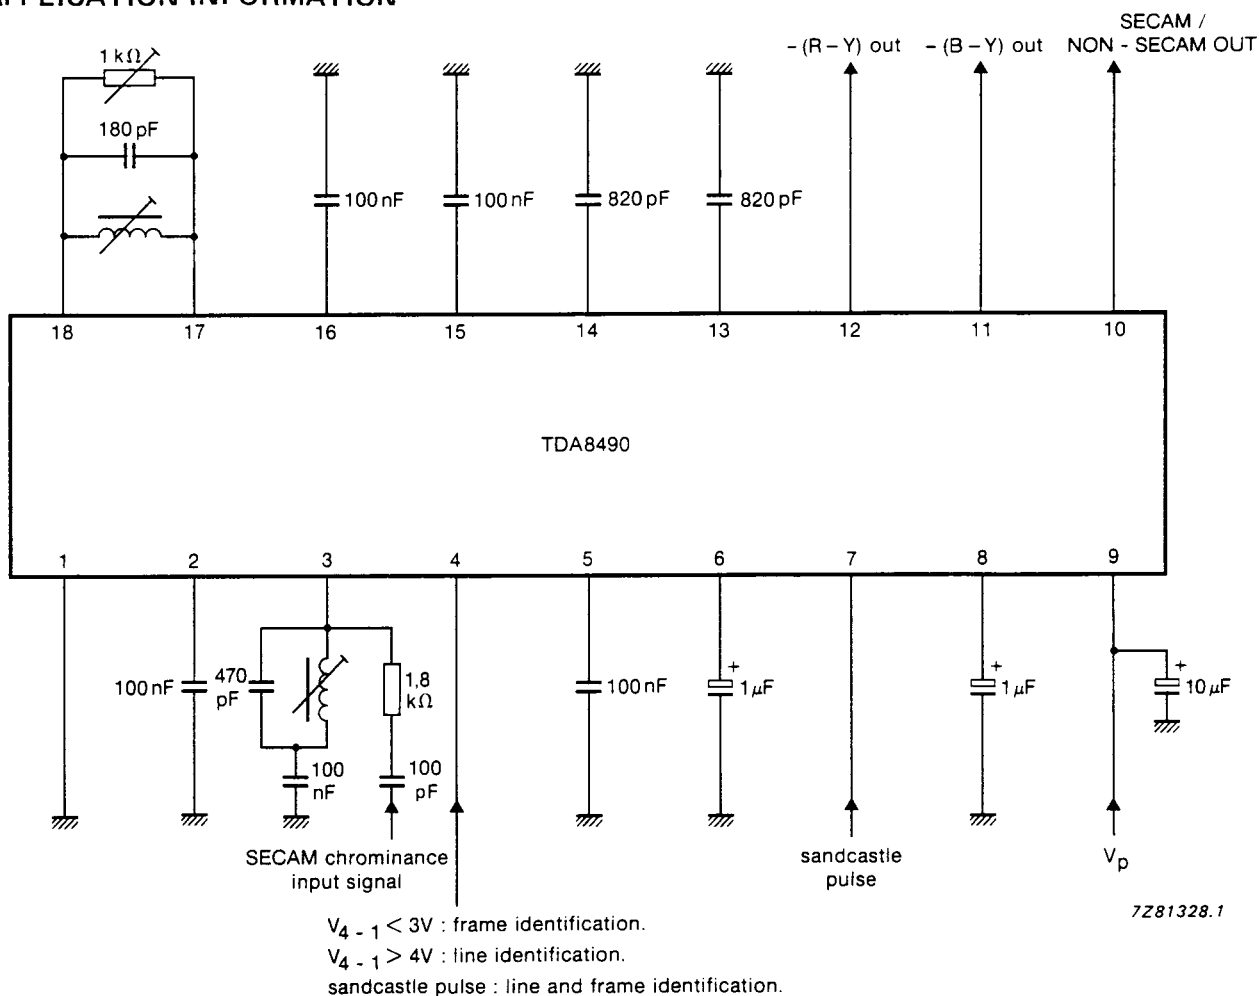 APPLICATION INFORMATION
SECAM /
– (R – Y) out – (B – Y) out NON - SECAM OUT
1 kΩ
180 pF
100 nF 100 nF 820 pF 820 pF
18 17 16 15 14 13 12 11 10
TDA8490
1 2 3 4 5 6 7 8 9
100 nF
470
pF
1,8
kΩ
100 nF
+
1 μF
+
1 μF
+
10 μF
100
nF
100
pF
SECAM chrominance
input signal
sandcastle
pulse
Vp
7Z81328.1
V4 - 1 < 3V : frame identification.
V4 - 1 > 4V : line identification.
sandcastle pulse : line and frame identification.